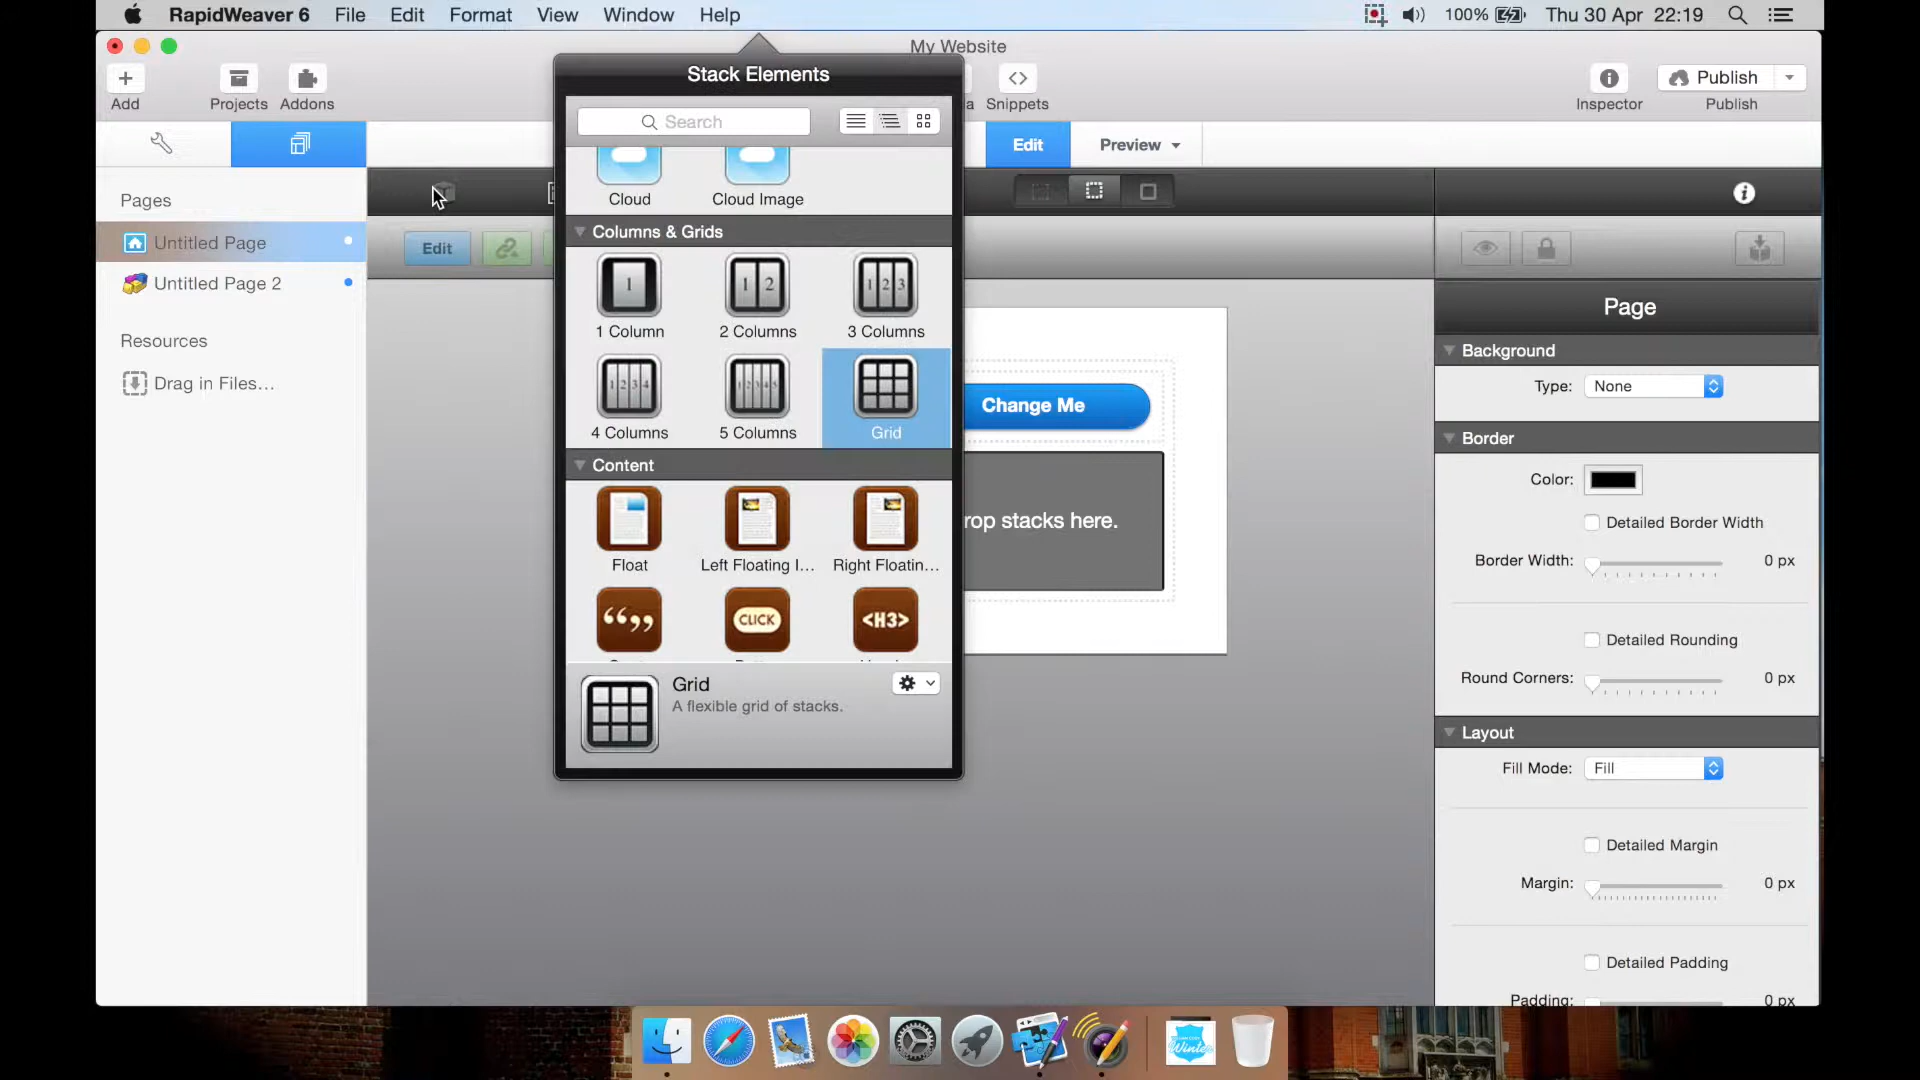 RapidWeaver 6 File Edit Format View Window Help 100% Thu 30 Apr 22:19
My Website
Add Projects Addons Snippets Inspector Publish
Publish
Edit Preview
Pages
Untitled Page
Untitled Page 2
Resources
Drag in Files...
Edit
Stack Elements
Search
Cloud Cloud Image
Columns & Grids
1 2 3
1 Column 2 Columns 3 Columns
4 Columns 5 Columns Grid
Content
Float Left Floating I... Right Floatin...
CLICK <H3>
Grid
A flexible grid of stacks.
Change Me
rop stacks here.
Page
Background
Type: None
Border
Color:
Detailed Border Width
Border Width: 0 px
Detailed Rounding
Round Corners: 0 px
Layout
Fill Mode: Fill
Detailed Margin
Margin: 0 px
Detailed Padding
Padding: 0 px